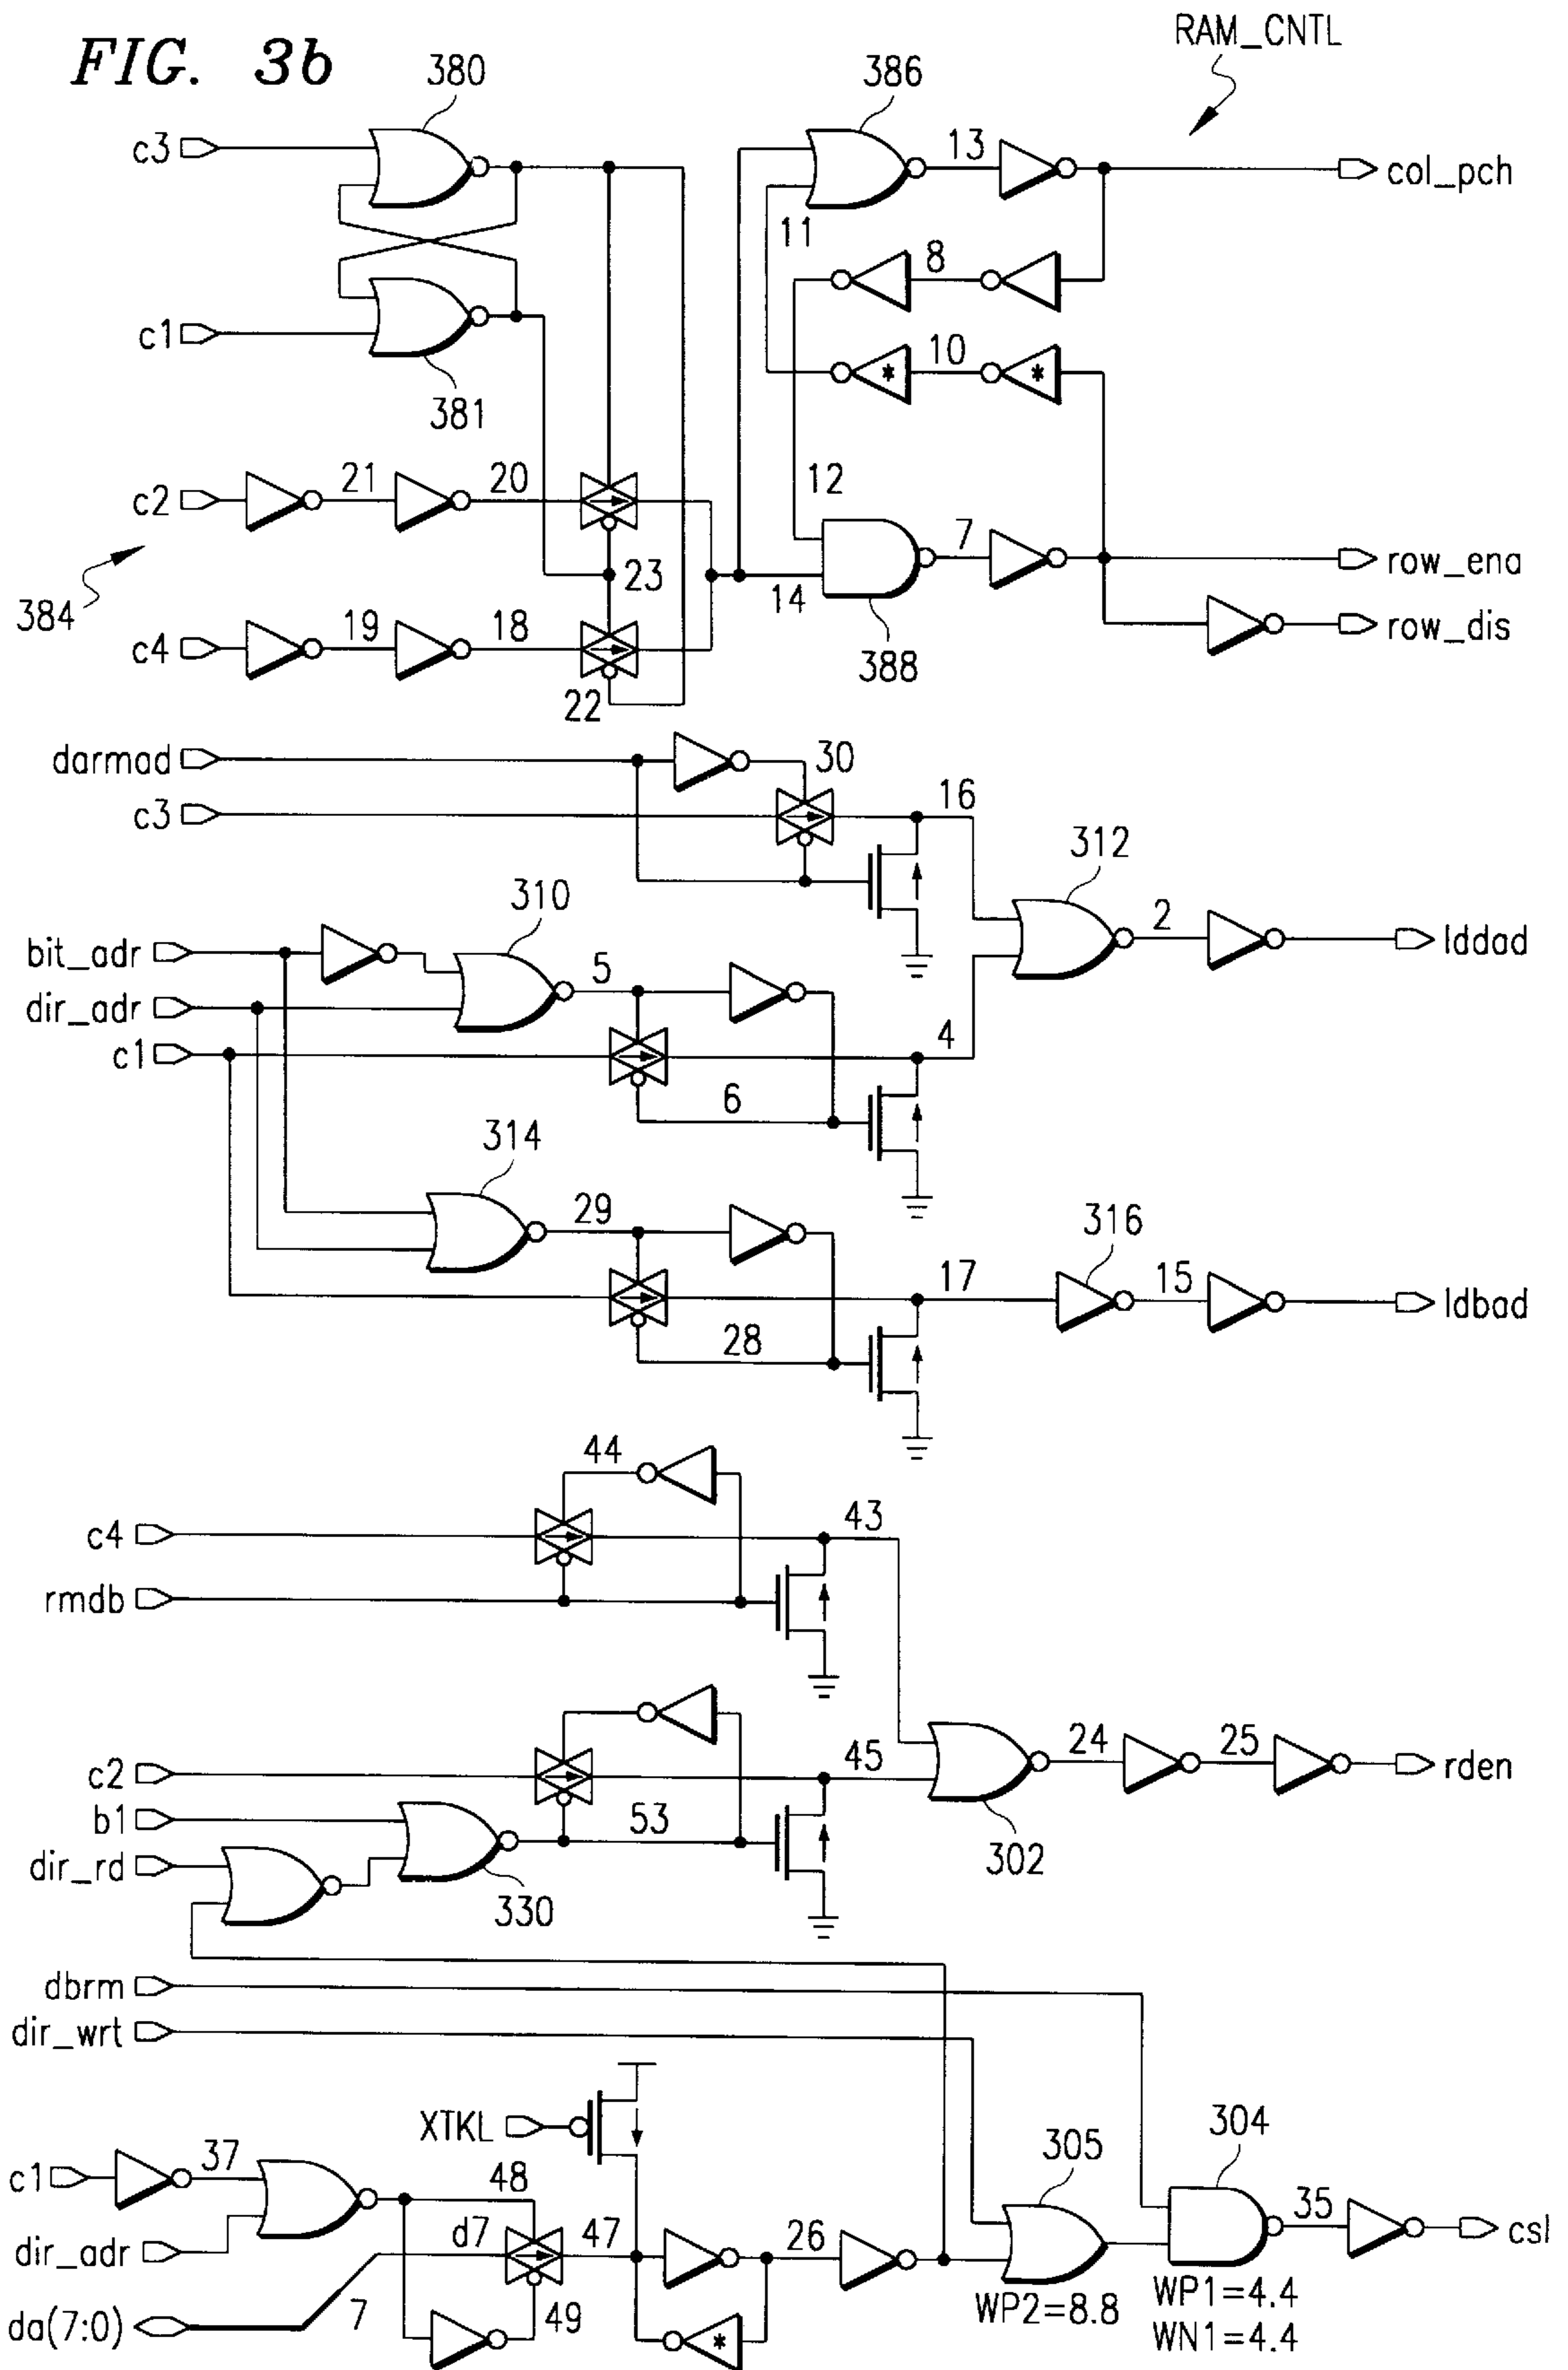 FIG. 3b
RAM_CNTL
380
386
c3
13
col_pch
11
8
c1
10
381
c2
21
20
12
7
row_ena
23
14
384
c4
19
18
388
row_dis
22
darmad
30
c3
16
312
310
bit_adr
5
2
lddad
dir_adr
c1
4
6
314
29
316
17
15
ldbad
28
44
c4
43
rmdb
c2
45
24
25
rden
b1
53
dir_rd
302
330
dbrm
dir_wrt
XTKL
305
304
c1
37
48
35
csl
dir_adr
d7
47
26
WP2=8.8
WP1=4.4
da(7:0)
7
49
WN1=4.4
*
*
*